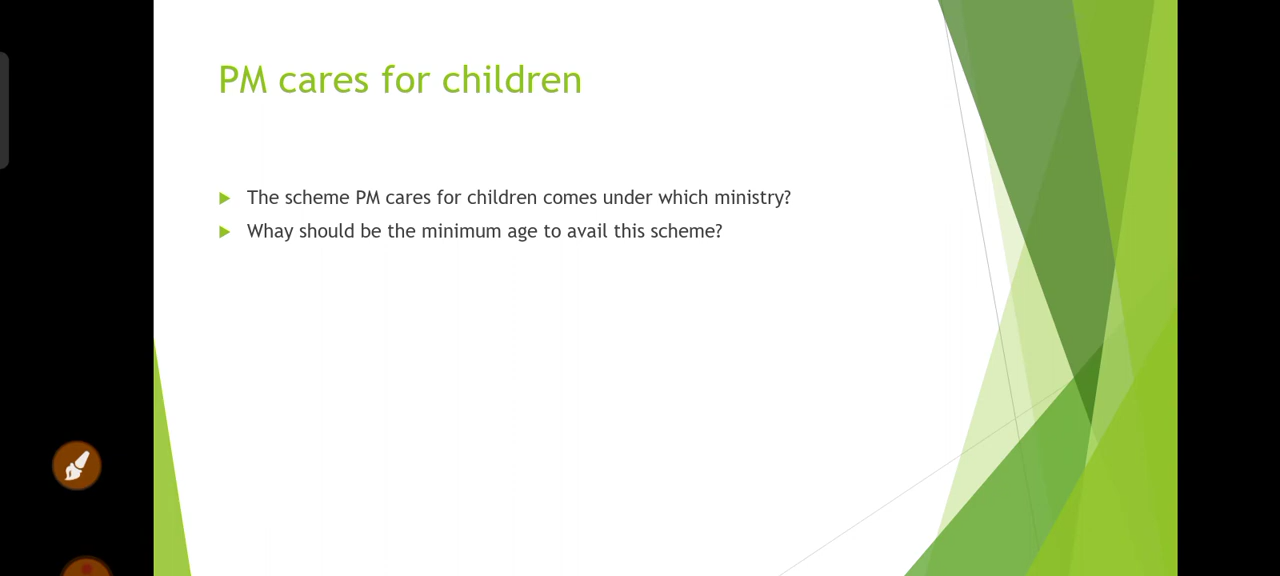 PM cares for children
The scheme PM cares for children comes under which ministry?
Whay should be the minimum age to avail this scheme?